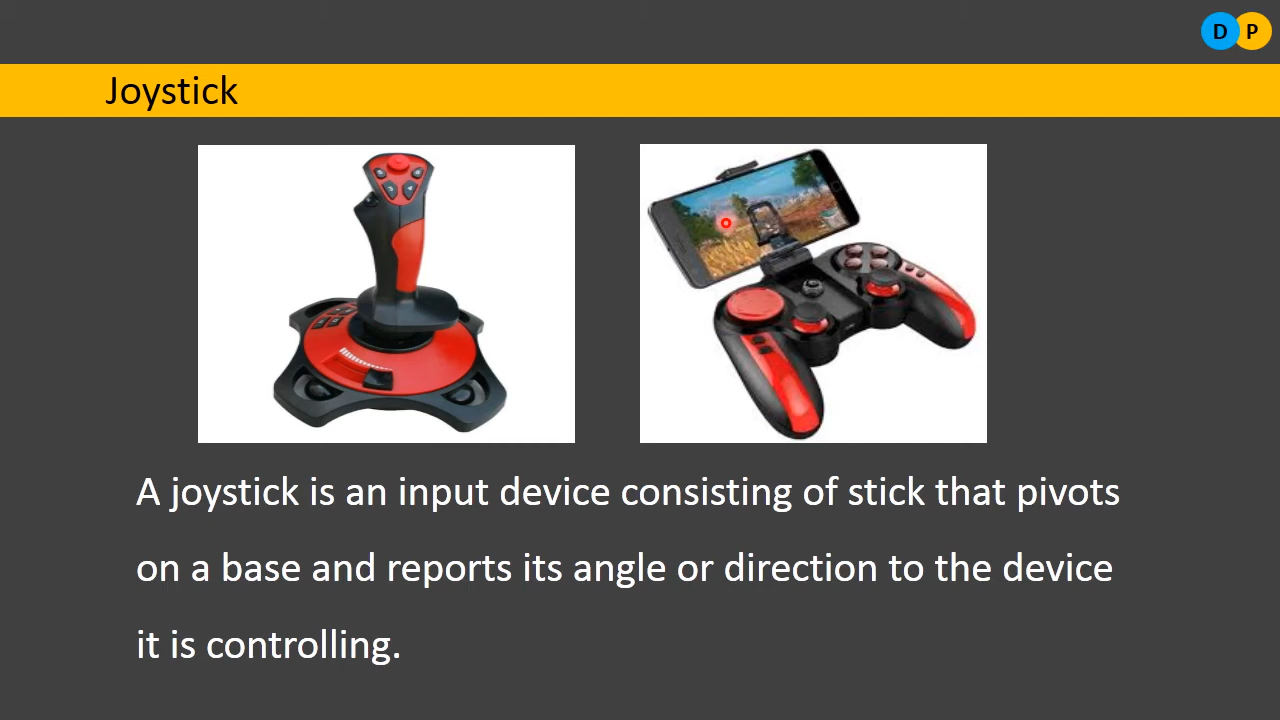 D P
Joystick
A joystick is an input device consisting of stick that pivots
on a base and reports its angle or direction to the device
it is controlling.